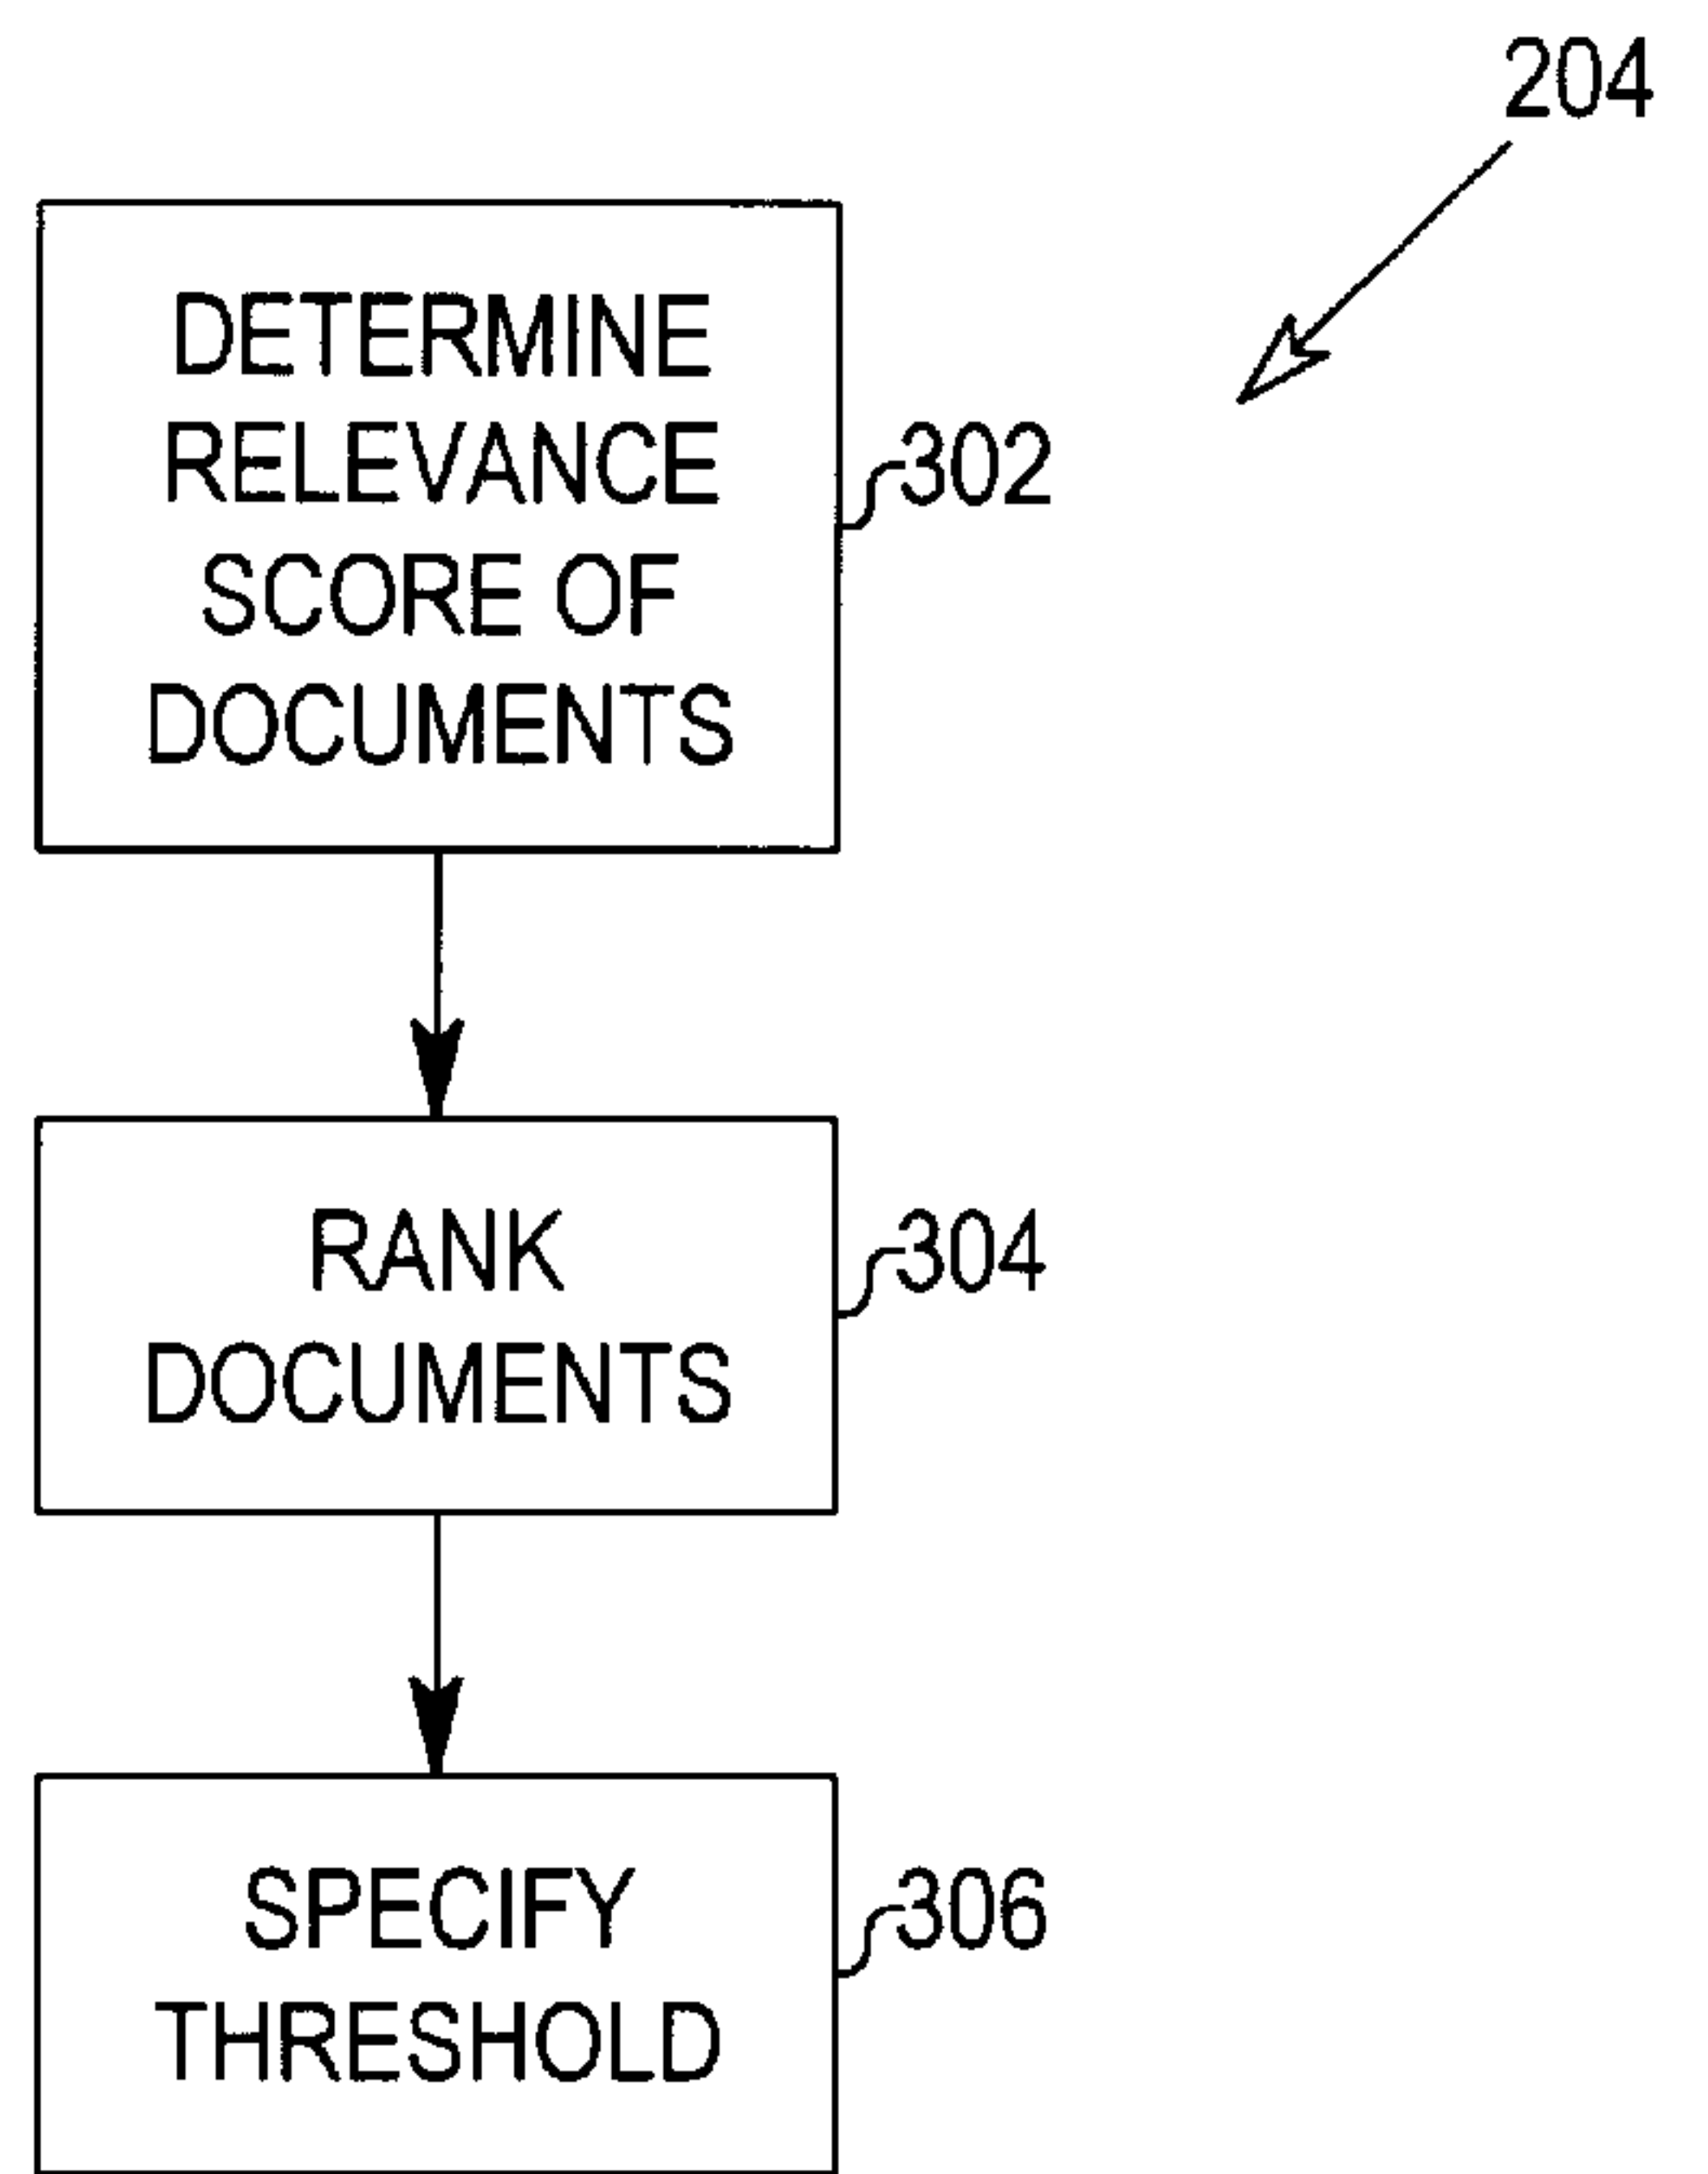 204
DETERMINE
RELEVANCE
SCORE OF
DOCUMENTS
302
RANK
DOCUMENTS
304
SPECIFY
THRESHOLD
306